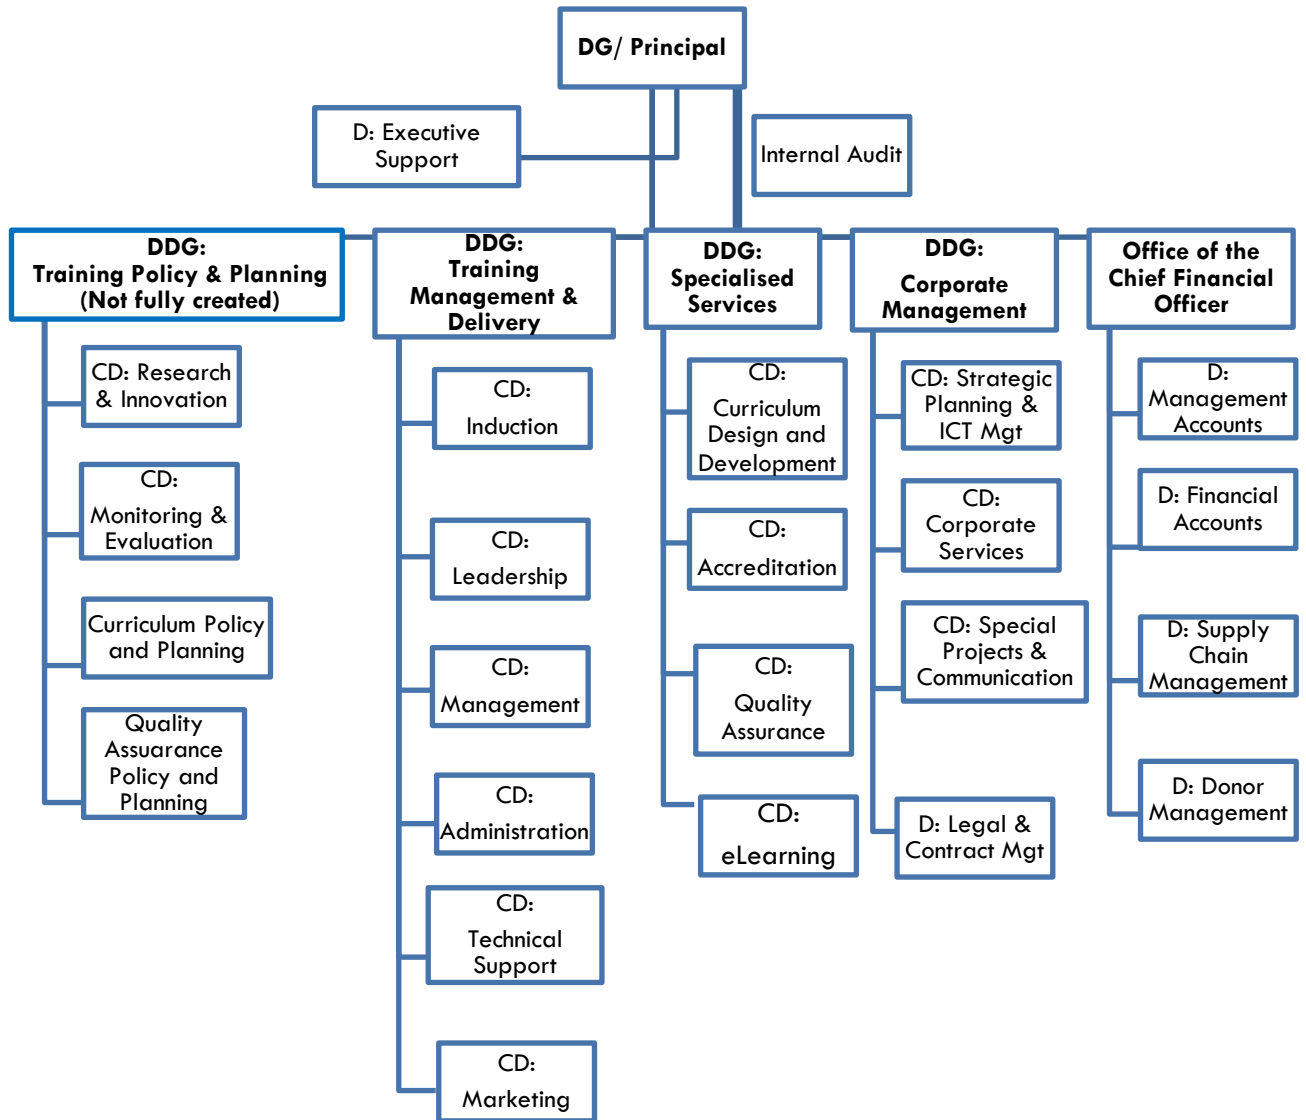 DG/ Principal
D: Executive
Support
Internal Audit
DDG:
Training Policy & Planning
(Not fully created)
CD: Research
& Innovation
CD:
Monitoring &
Evaluation
Curriculum Policy
and Planning
Quality
Assuarance
Policy and
Planning
DDG:
Training
Management &
Delivery
CD:
Induction
CD:
Leadership
CD:
Management
CD:
Administration
CD:
Technical
Support
CD:
Marketing
DDG:
Specialised
Services
CD:
Curriculum
Design and
Development
CD:
Accreditation
CD:
Quality
Assurance
CD:
eLearning
DDG:
Corporate
Management
CD: Strategic
Planning &
ICT Mgt
CD:
Corporate
Services
CD: Special
Projects &
Communication
D: Legal &
Contract Mgt
Office of the
Chief Financial
Officer
D:
Management
Accounts
D: Financial
Accounts
D: Supply
Chain
Management
D: Donor
Management